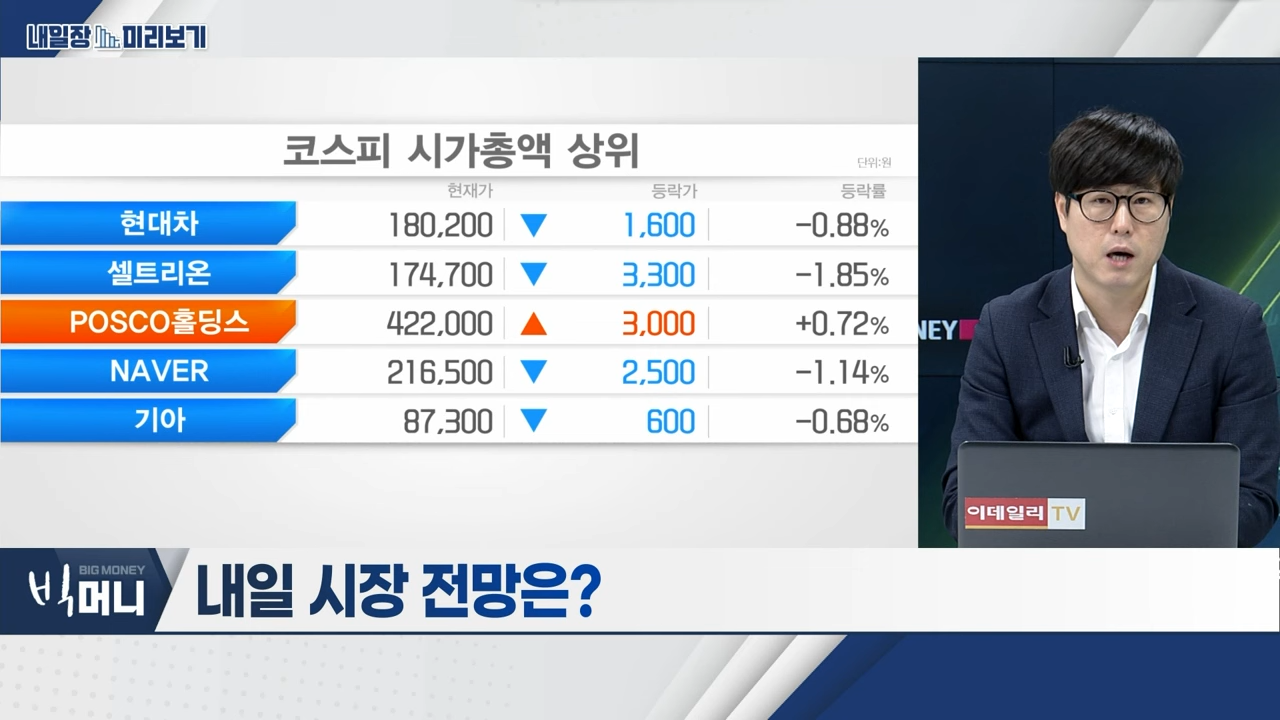 내일장 미리보기
코스피 시가총액 상위
단위:원
현재가 등락가 등락률
현대차 180,200 ▼ 1,600 -0.88%
셀트리온 174,700 ▼ 3,300 -1.85%
POSCO홀딩스 422,000 ▲ 3,000 +0.72%
NAVER 216,500 ▼ 2,500 -1.14%
기아 87,300 ▼ 600 -0.68%
NEY
이데일리TV
BIG MONEY
빅머니
내일 시장 전망은?